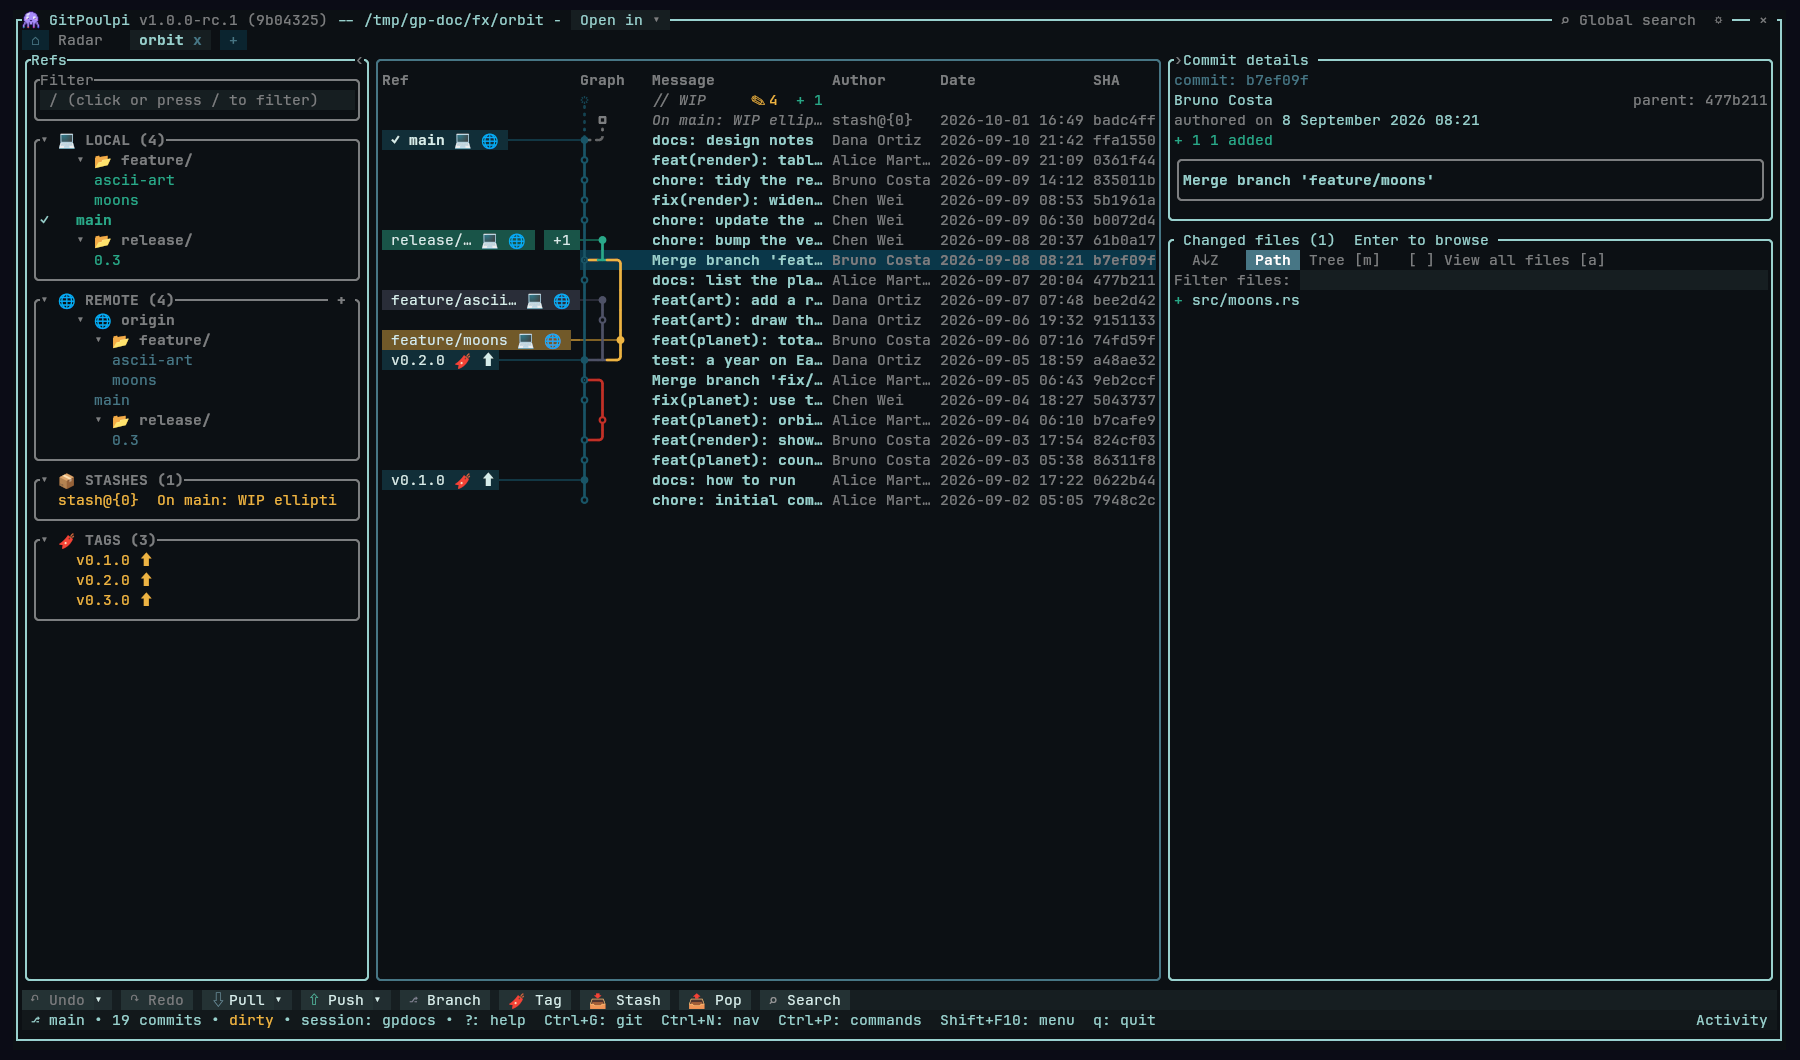 GitPoulpi v1.0.0-rc.1 (9b04325) —— /tmp/gp-doc/fx/orbit - Open in ▾ ⌕ Global search ☼ ×
⌂ Radar orbit x +
Refs ‹
Filter
/ (click or press / to filter)
▾ 💻 LOCAL (4)
▾ 📂 feature/
ascii-art
moons
✓ main
▾ 📂 release/
0.3
▾ 🌐 REMOTE (4) +
▾ 🌐 origin
▾ 📂 feature/
ascii-art
moons
main
▾ 📂 release/
0.3
▾ 📦 STASHES (1)
stash@{0} On main: WIP ellipti
▾ TAGS (3)
v0.1.0 ⬆
v0.2.0 ⬆
v0.3.0 ⬆
Ref Graph Message Author Date SHA
// WIP ✎ 4 + 1
On main: WIP ellip… stash@{0} 2026-10-01 16:49 badc4ff
✓ main 💻 🌐 docs: design notes Dana Ortiz 2026-09-10 21:42 ffa1550
feat(render): tabl… Alice Mart… 2026-09-09 21:09 0361f44
chore: tidy the re… Bruno Costa 2026-09-09 14:12 835011b
fix(render): widen… Chen Wei 2026-09-09 08:53 5b1961a
chore: update the … Chen Wei 2026-09-09 06:30 b0072d4
release/… 💻 🌐 +1 chore: bump the ve… Chen Wei 2026-09-08 20:37 61b0a17
Merge branch 'feat… Bruno Costa 2026-09-08 08:21 b7ef09f
docs: list the pla… Alice Mart… 2026-09-07 20:04 477b211
feature/ascii… 💻 🌐 feat(art): add a r… Dana Ortiz 2026-09-07 07:48 bee2d42
feat(art): draw th… Dana Ortiz 2026-09-06 19:32 9151133
feature/moons 💻 🌐 feat(planet): tota… Bruno Costa 2026-09-06 07:16 74fd59f
v0.2.0 ⬆ test: a year on Ea… Dana Ortiz 2026-09-05 18:59 a48ae32
Merge branch 'fix/… Alice Mart… 2026-09-05 06:43 9eb2ccf
fix(planet): use t… Chen Wei 2026-09-04 18:27 5043737
feat(planet): orbi… Alice Mart… 2026-09-04 06:10 b7cafe9
feat(render): show… Bruno Costa 2026-09-03 17:54 824cf03
feat(planet): coun… Bruno Costa 2026-09-03 05:38 86311f8
v0.1.0 ⬆ docs: how to run Alice Mart… 2026-09-02 17:22 0622b44
chore: initial com… Alice Mart… 2026-09-02 05:05 7948c2c
› Commit details
commit: b7ef09f
Bruno Costa parent: 477b211
authored on 8 September 2026 08:21
+ 1 1 added
Merge branch 'feature/moons'
Changed files (1) Enter to browse
A↓Z Path Tree [m] [ ] View all files [a]
Filter files:
+ src/moons.rs
↶ Undo ▾ ↷ Redo ⇩ Pull ▾ ⇧ Push ▾ ⎇ Branch Tag 📤 Stash 📤 Pop ⌕ Search
⎇ main • 19 commits • dirty • session: gpdocs • ?: help Ctrl+G: git Ctrl+N: nav Ctrl+P: commands Shift+F10: menu q: quit Activity